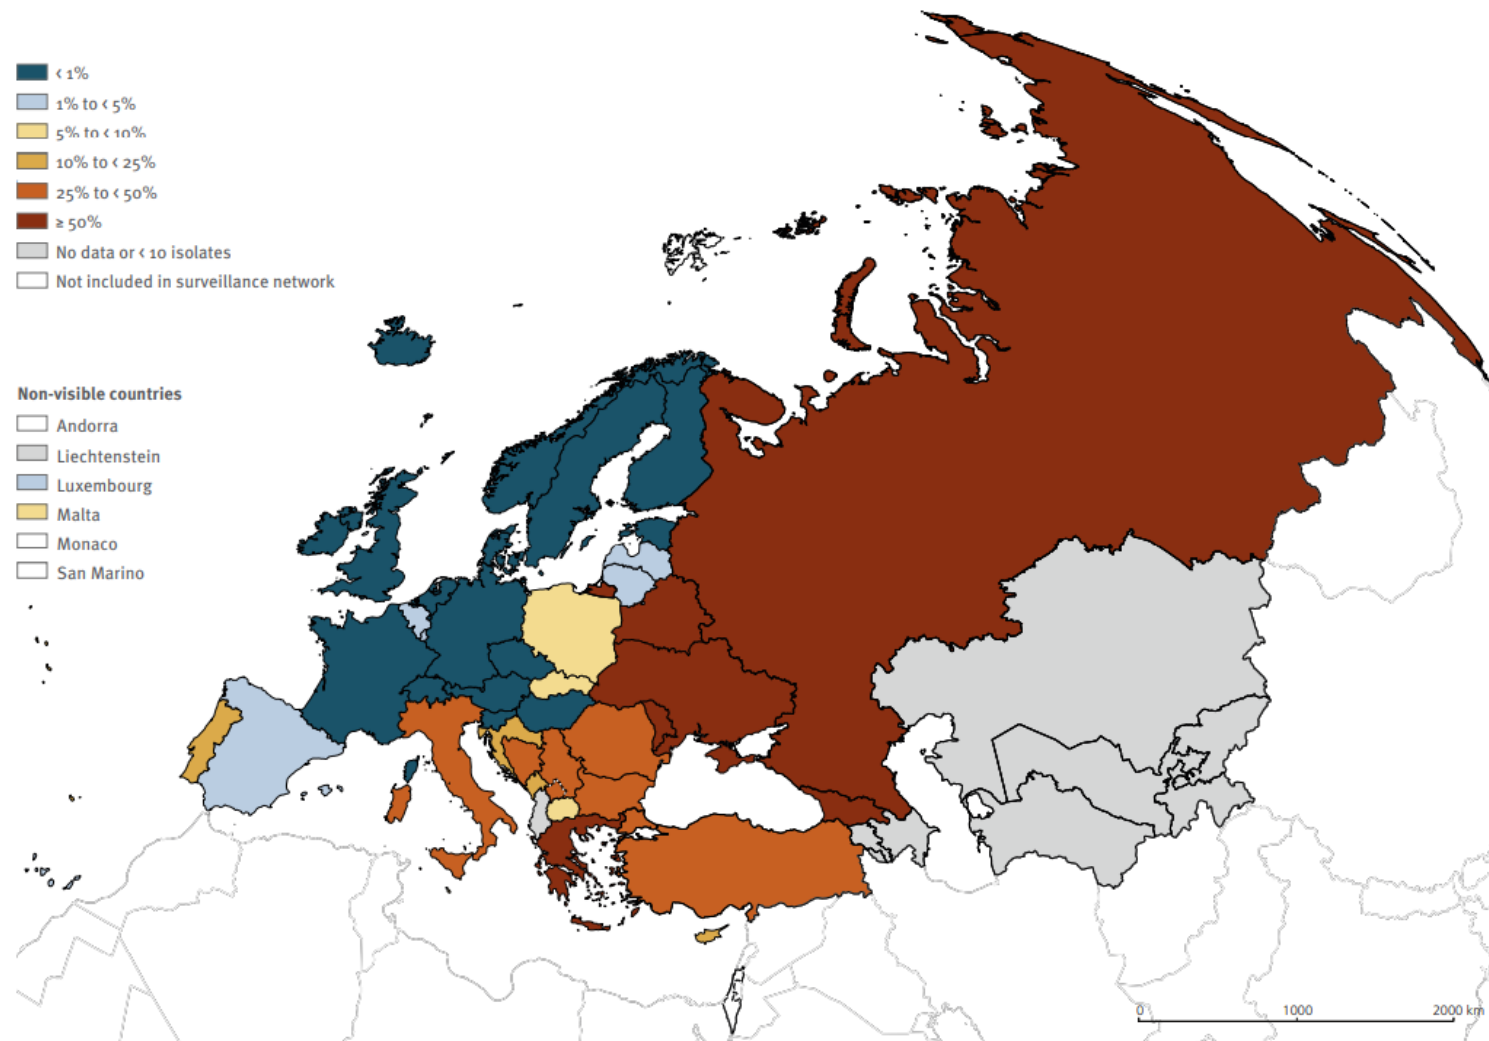 < 1%
1% to < 5%
5% to < 10%
10% to < 25%
25% to < 50%
≥ 50%
No data or < 10 isolates
Not included in surveillance network
Non-visible countries
Andorra
Liechtenstein
Luxembourg
Malta
Monaco
San Marino
0 1000 2000 km